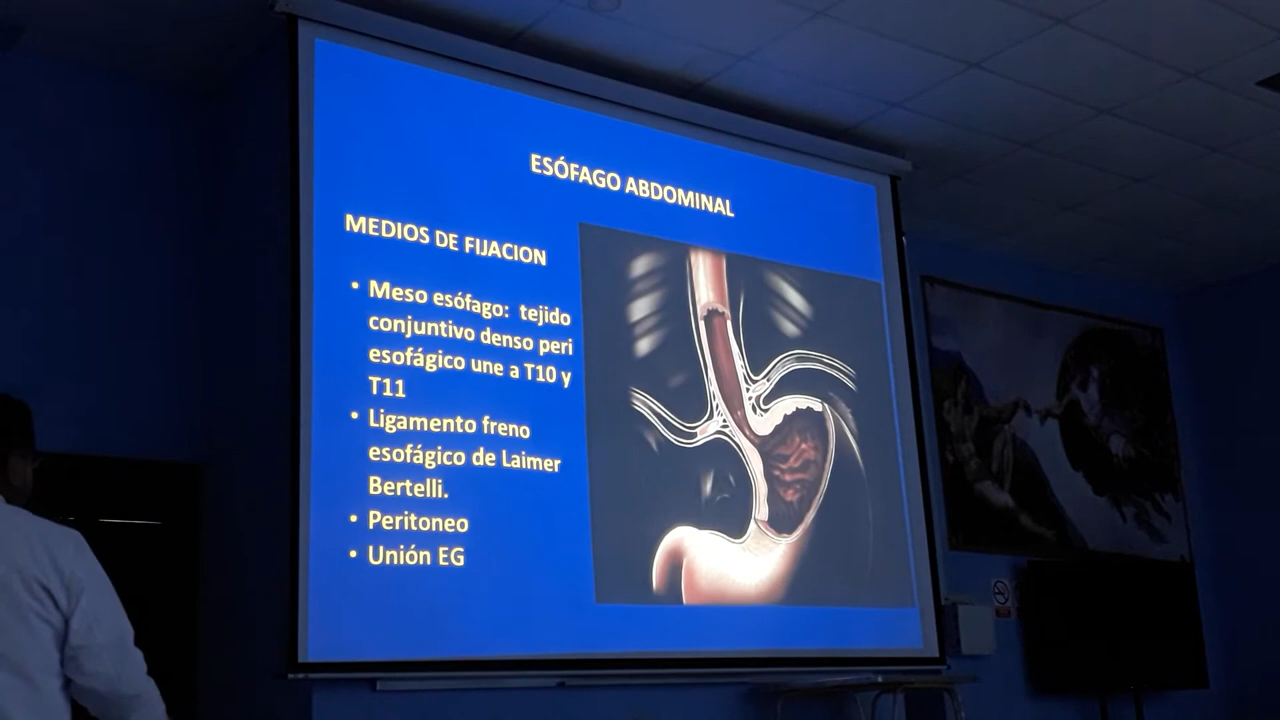 ESÓFAGO ABDOMINAL
MEDIOS DE FIJACION
• Meso esófago: tejido
conjuntivo denso peri
esofágico une a T10 y
T11
• Ligamento freno
esofágico de Laimer
Bertelli.
• Peritoneo
• Unión EG